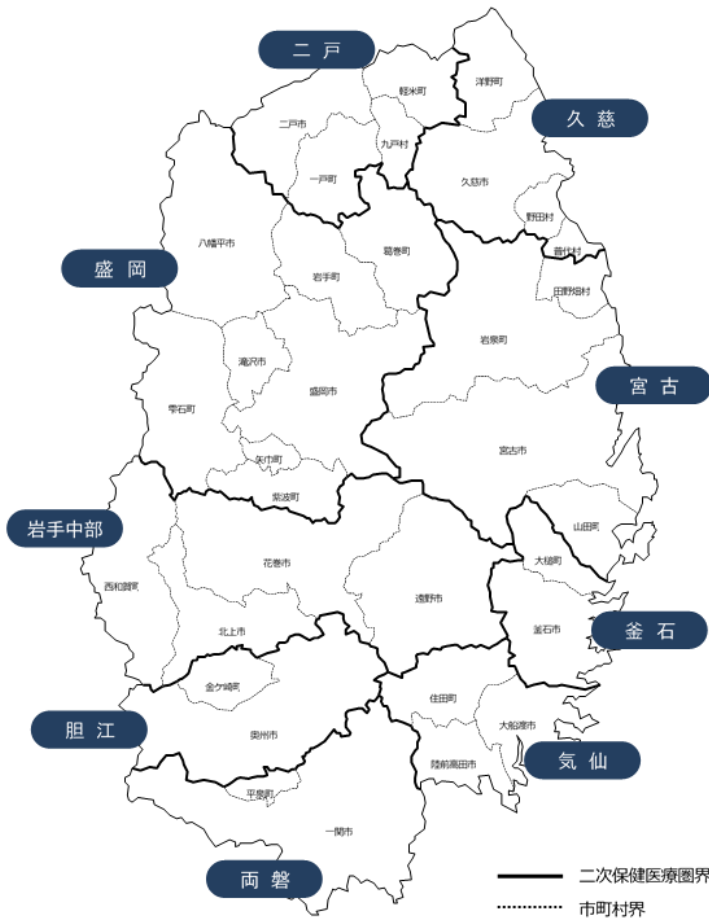 二戸
洋野町
軽米町
久慈
二戸市
九戸村
一戸町
久慈市
野田村
八幡平市
葛巻町
普代村
盛岡
岩手町
田野畑村
岩泉町
滝沢市
宮古
盛岡市
雫石町
宮古市
矢巾町
紫波町
山田町
岩手中部
花巻市
大槌町
西和賀町
遠野市
北上市
釜石市
釜石
金ケ崎町
住田町
胆江
奥州市
大船渡市
気仙
陸前高田市
平泉町
一関市
両磐
二次保健医療圏界
市町村界